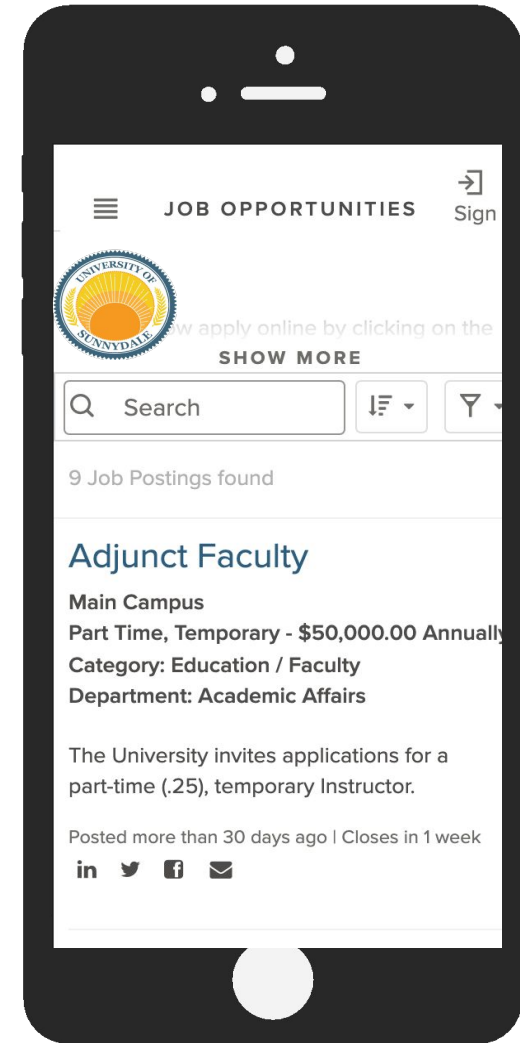 JOB OPPORTUNITIES
Sign
UNIVERSITY OF
SUNNYDALE
apply online by clicking on the
SHOW MORE
Search
9 Job Postings found
Adjunct Faculty
Main Campus
Part Time, Temporary - $50,000.00 Annually
Category: Education / Faculty
Department: Academic Affairs
The University invites applications for a
part-time (.25), temporary Instructor.
Posted more than 30 days ago | Closes in 1 week